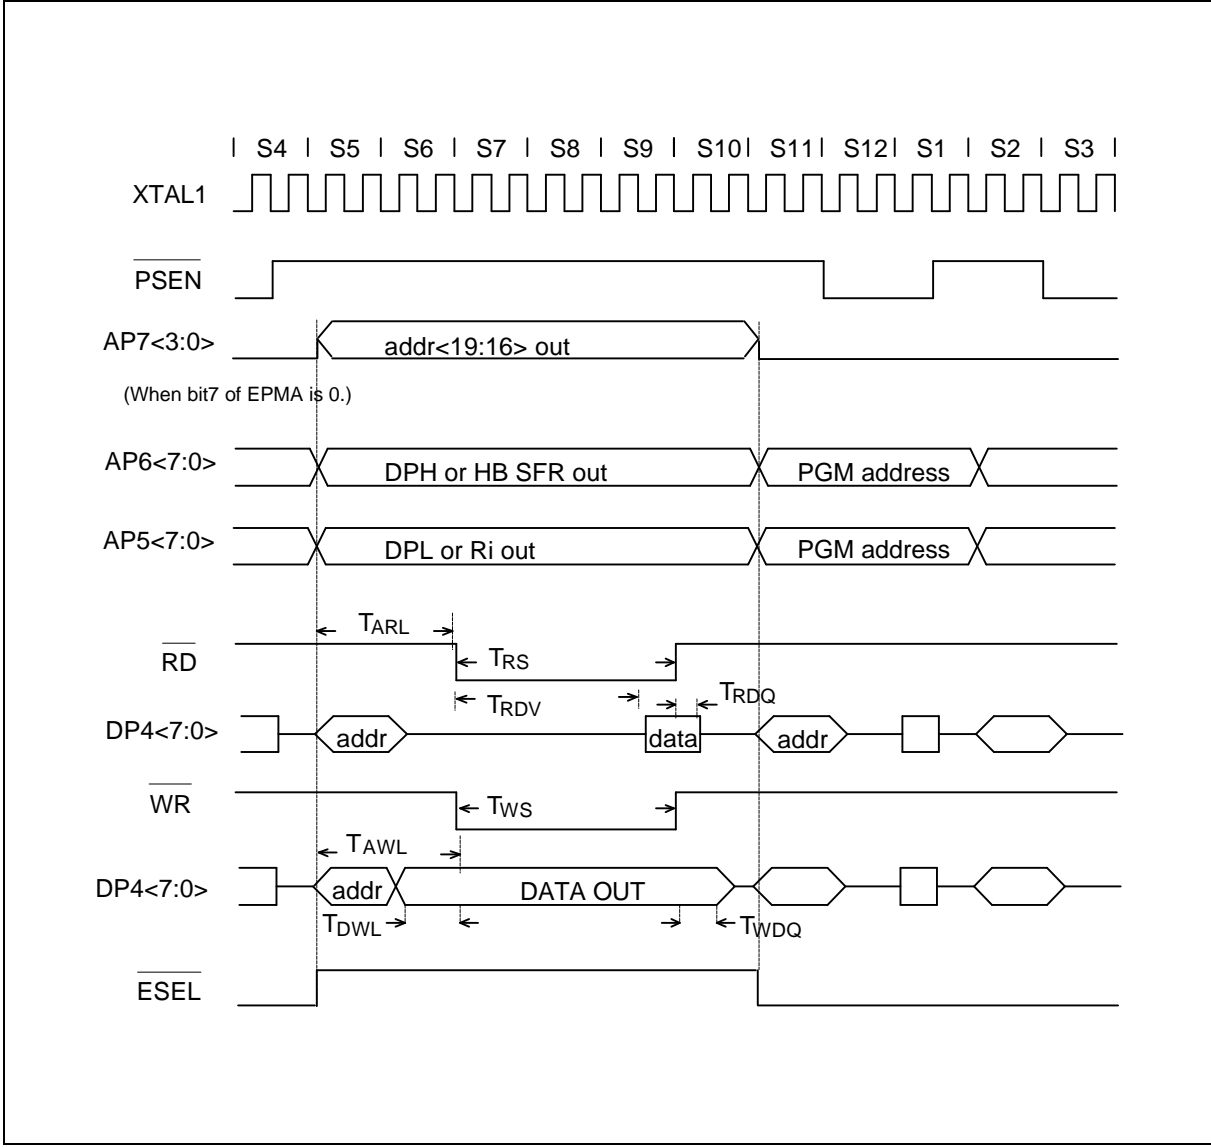 S4 S5 S6 S7 S8 S9 S10 S11 S12 S1 S2 S3
XTAL1
PSEN
AP7<3:0> addr<19:16> out
(When bit7 of EPMA is 0.)
AP6<7:0> DPH or HB SFR out PGM address
AP5<7:0> DPL or Ri out PGM address
TARL
RD TRS
TRDV TRDQ
DP4<7:0> addr data addr
WR TWS
TAWL
DP4<7:0> addr DATA OUT
TDWL TWDQ
ESEL